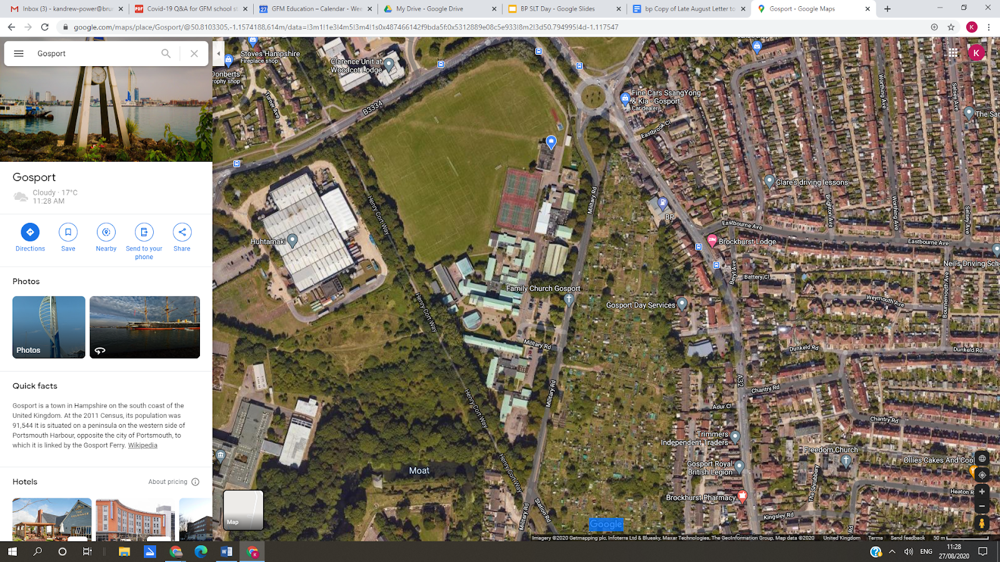 Inbox (3) - kandrew-power@brun
Covid-19 Q&A for GFM school st
GFM Education – Calendar - Wee
My Drive - Google Drive
BP SLT Day - Google Slides
bp Copy of Late August Letter to
Gosport - Google Maps
google.com/maps/place/Gosport/@50.8103305,-1.1574188,614m/data=!3m1!1e3!4m5!3m4!1s0x487466142f9bda5f:0x5312889e08c5e933!8m2!3d50.794995!4d-1.117547
K
Gosport
K
Gosport
Cloudy · 17°C
11:28 AM
Directions
Save
Nearby
Send to your
phone
Share
Photos
Photos
Quick facts
Gosport is a town in Hampshire on the south coast of the
United Kingdom. At the 2011 Census, its population was
91,544 It is situated on a peninsula on the western side of
Portsmouth Harbour, opposite the city of Portsmouth, to
which it is linked by the Gosport Ferry. Wikipedia
Hotels
About pricing
Stoves Hampshire
Fireplace shop
Donberts
rophy shop
Clarence Unit at
Woodcot Lodge
Turner Ave
B3334
Fine Cars SsangYong
& Kia - Gosport
Car dealer
Eastbrook Cl
Worthing Ave
Selsey Ave
The Sar
Clare's driving lessons
Military Rd
BP
Henry Cort Way
Huhtamaki
Brighton Ave
Worthing Ave
Selsey Ave
Eastbourne Ave
Eastbourne Ave
Brockhurst Lodge
Neil's Driving Sch
Beryl Ave
Battery Cl
Family Church Gosport
Gosport Day Services
Weymouth Ave
Bournemouth Ave
Henry Cort Way
Military Rd
Dunkeld Rd
Dunkeld Rd
A32
Chantry Rd
Military Rd
Henry Cort Way
Adur Cl
Chantry Rd
Trimmers
Independent Traders
Freedom Church
Gosport Royal
British Legion
Ollies Cakes And Coo
Moat
Henry Cort Way
The Shrubbery
Brockhurst Pharmacy
Heaton R
Map
Military Rd
Station Rd
Kingsley Rd
Rd
Google
Imagery ©2020 Getmapping plc, Infoterra Ltd & Bluesky, Maxar Technologies, The GeoInformation Group, Map data ©2020
United Kingdom
Terms
Send feedback
50 m
ENG
11:28
27/08/2020